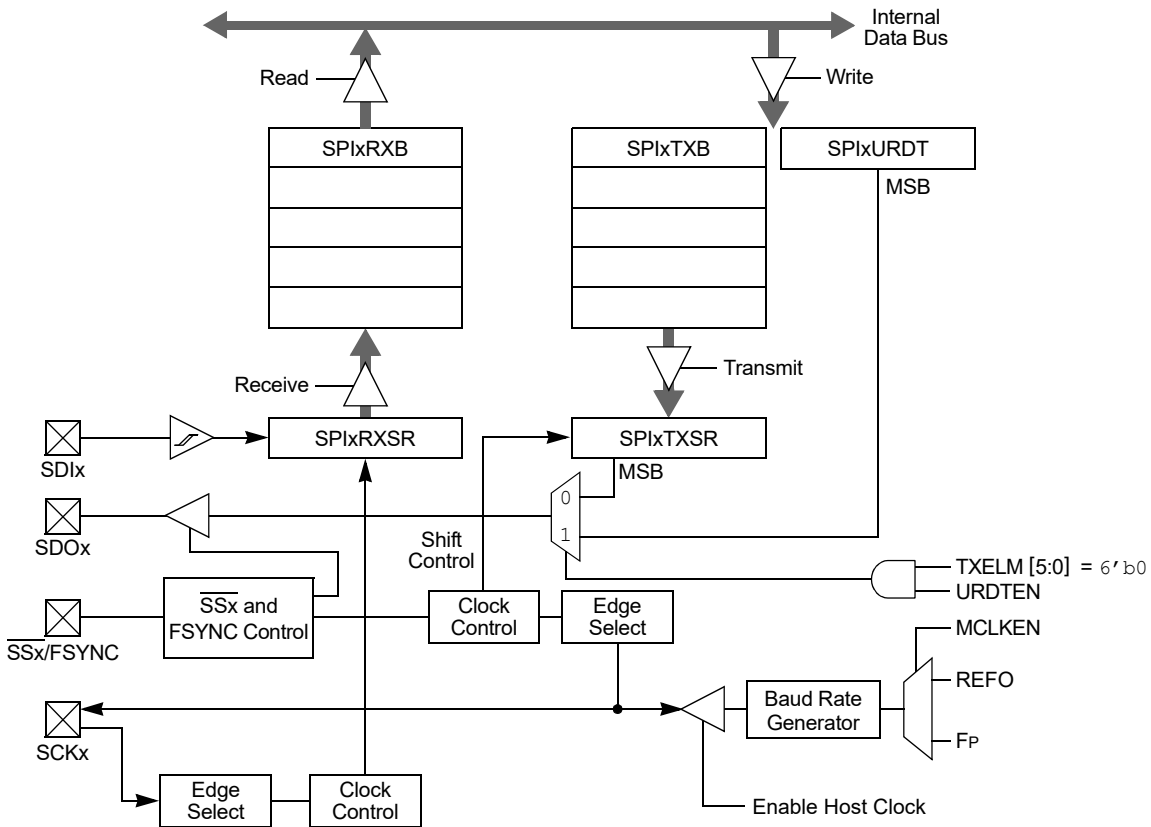 Internal
Data Bus
Read
Write
SPIxRXB
SPIxTXB
SPIxURDT
MSB
Receive
Transmit
SPIxRXSR
SPIxTXSR
SDIx
MSB
0
1
SDOx
Shift
Control
TXELM [5:0] = 6'b0
URDTEN
SSx and
FSYNC Control
Clock
Control
Edge
Select
SSx/FSYNC
MCLKEN
REFO
Baud Rate
Generator
FP
SCKx
Edge
Select
Clock
Control
Enable Host Clock